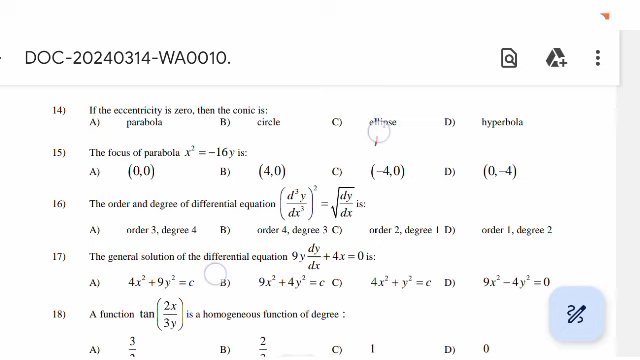 DOC-20240314-WA0010.
14) If the eccentricity is zero, then the conic is:
A) parabola B) circle C) ellipse D) hyperbola
15) The focus of parabola x² = −16y is:
A) (0,0) B) (4,0) C) (−4,0) D) (0,−4)
16) The order and degree of differential equation (d³y/dx³)² = √(dy/dx) is:
A) order 3, degree 4 B) order 4, degree 3 C) order 2, degree 1 D) order 1, degree 2
17) The general solution of the differential equation 9y dy/dx + 4x = 0 is:
A) 4x² + 9y² = c B) 9x² + 4y² = c C) 4x² + y² = c D) 9x² − 4y² = 0
18) A function tan(2x/3y) is a homogeneous function of degree :
A) 3 B) 2 C) 1 D) 0